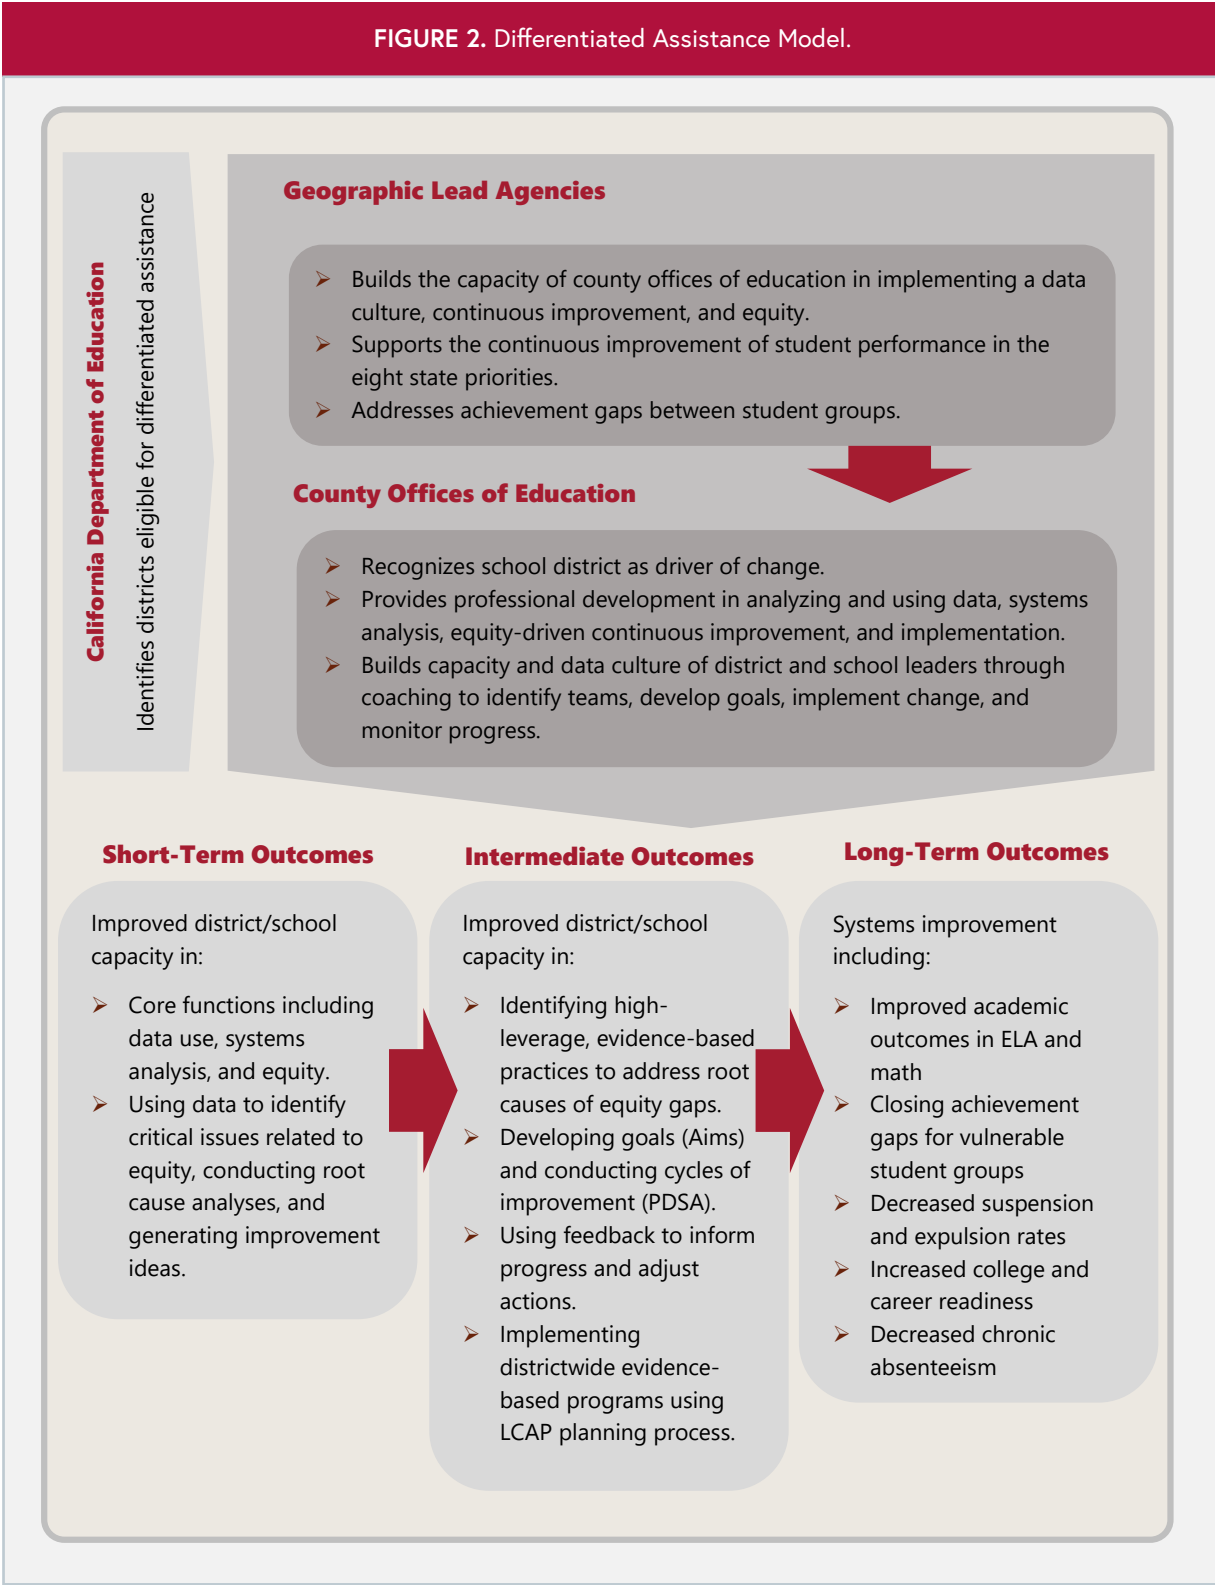 FIGURE 2. Differentiated Assistance Model.
California Department of Education
Identifies districts eligible for differentiated assistance
Geographic Lead Agencies
➢ Builds the capacity of county offices of education in implementing a data
culture, continuous improvement, and equity.
➢ Supports the continuous improvement of student performance in the
eight state priorities.
➢ Addresses achievement gaps between student groups.
County Offices of Education
➢ Recognizes school district as driver of change.
➢ Provides professional development in analyzing and using data, systems
analysis, equity-driven continuous improvement, and implementation.
➢ Builds capacity and data culture of district and school leaders through
coaching to identify teams, develop goals, implement change, and
monitor progress.
Short-Term Outcomes
Improved district/school
capacity in:
➢ Core functions including
data use, systems
analysis, and equity.
➢ Using data to identify
critical issues related to
equity, conducting root
cause analyses, and
generating improvement
ideas.
Intermediate Outcomes
Improved district/school
capacity in:
➢ Identifying high-
leverage, evidence-based
practices to address root
causes of equity gaps.
➢ Developing goals (Aims)
and conducting cycles of
improvement (PDSA).
➢ Using feedback to inform
progress and adjust
actions.
➢ Implementing
districtwide evidence-
based programs using
LCAP planning process.
Long-Term Outcomes
Systems improvement
including:
➢ Improved academic
outcomes in ELA and
math
➢ Closing achievement
gaps for vulnerable
student groups
➢ Decreased suspension
and expulsion rates
➢ Increased college and
career readiness
➢ Decreased chronic
absenteeism